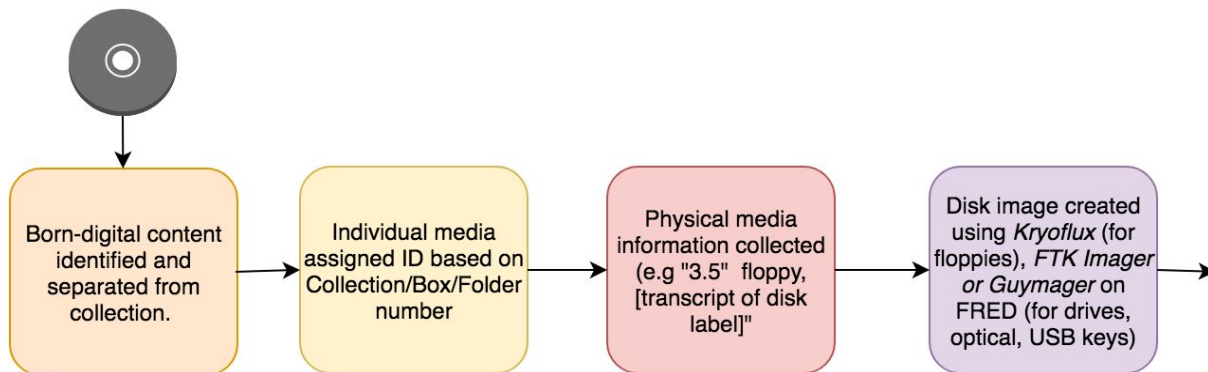 Born-digital content
identified and
separated from
collection.
Individual media
assigned ID based on
Collection/Box/Folder
number
Physical media
information collected
(e.g "3.5"  floppy,
[transcript of disk
label]"
Disk image created
using Kryoflux (for
floppies), FTK Imager
or Guymager on
FRED (for drives,
optical, USB keys)